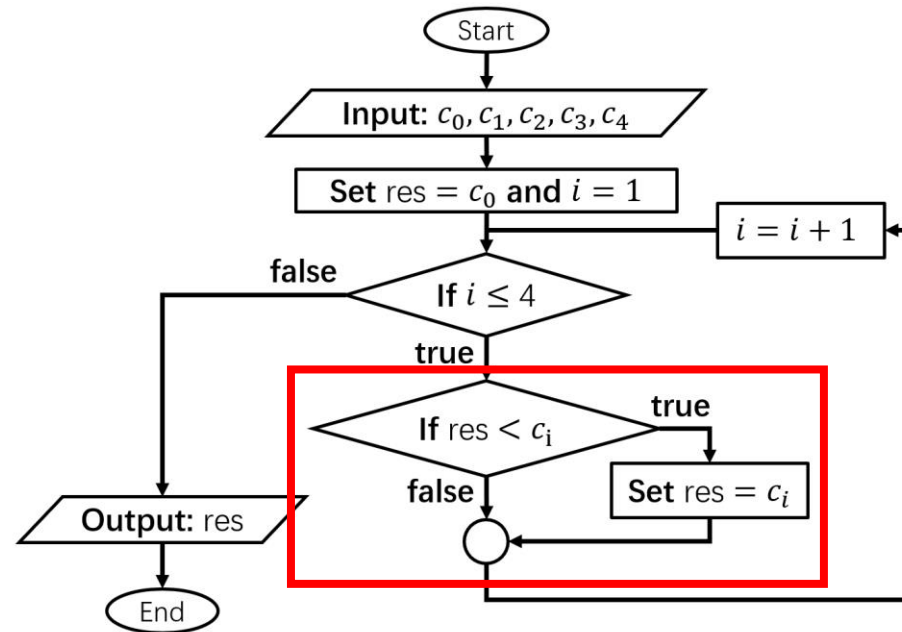 Start
Input: c₀, c₁, c₂, c₃, c₄
Set res = c₀ and i = 1
i = i + 1
false
If i ≤ 4
true
If res < cᵢ
true
false
Set res = cᵢ
Output: res
End